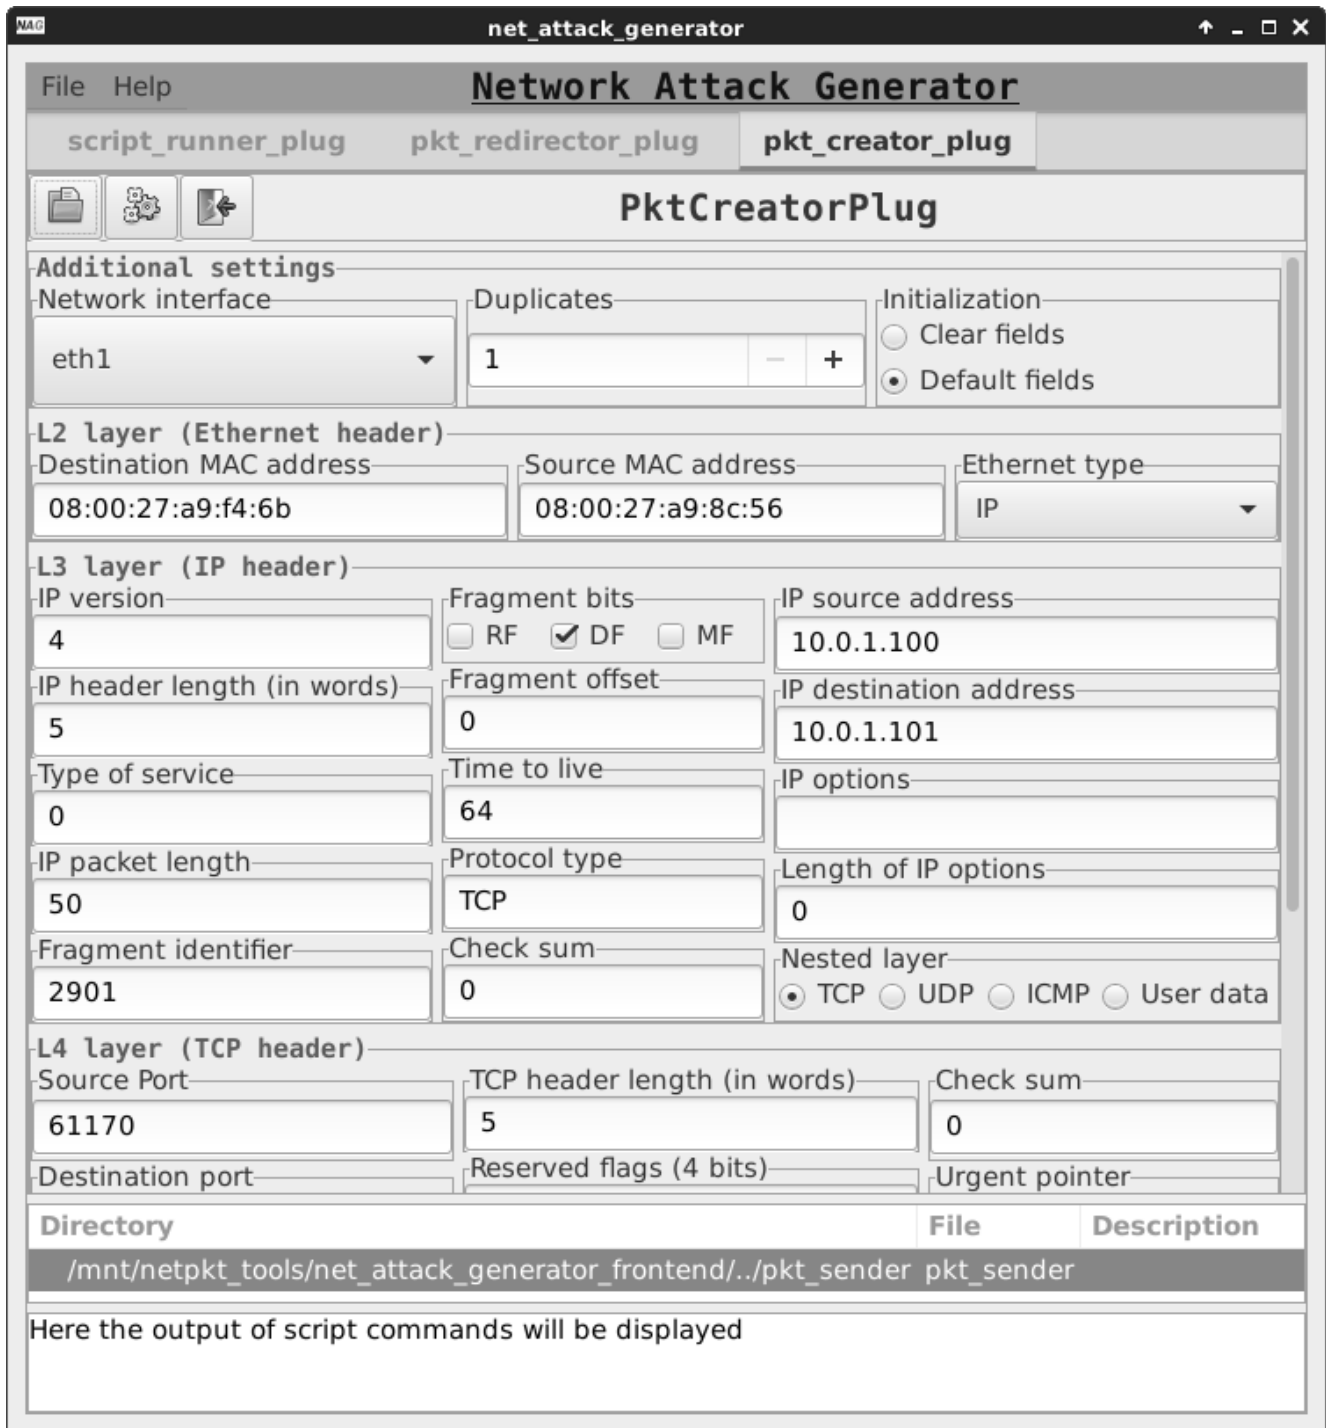 NAG net_attack_generator
File Help Network Attack Generator
script_runner_plug pkt_redirector_plug pkt_creator_plug
PktCreatorPlug
Additional settings
Network interface Duplicates Initialization
Clear fields
eth1 1 − +
Default fields
L2 layer (Ethernet header)
Destination MAC address Source MAC address Ethernet type
08:00:27:a9:f4:6b 08:00:27:a9:8c:56 IP
L3 layer (IP header)
IP version Fragment bits IP source address
4 RF DF MF 10.0.1.100
IP header length (in words) Fragment offset IP destination address
5 0 10.0.1.101
Type of service Time to live IP options
0 64
IP packet length Protocol type Length of IP options
50 TCP 0
Fragment identifier Check sum Nested layer
2901 0 TCP UDP ICMP User data
L4 layer (TCP header)
Source Port TCP header length (in words) Check sum
61170 5 0
Destination port Reserved flags (4 bits) Urgent pointer
Directory File Description
/mnt/netpkt_tools/net_attack_generator_frontend/../pkt_sender pkt_sender
Here the output of script commands will be displayed